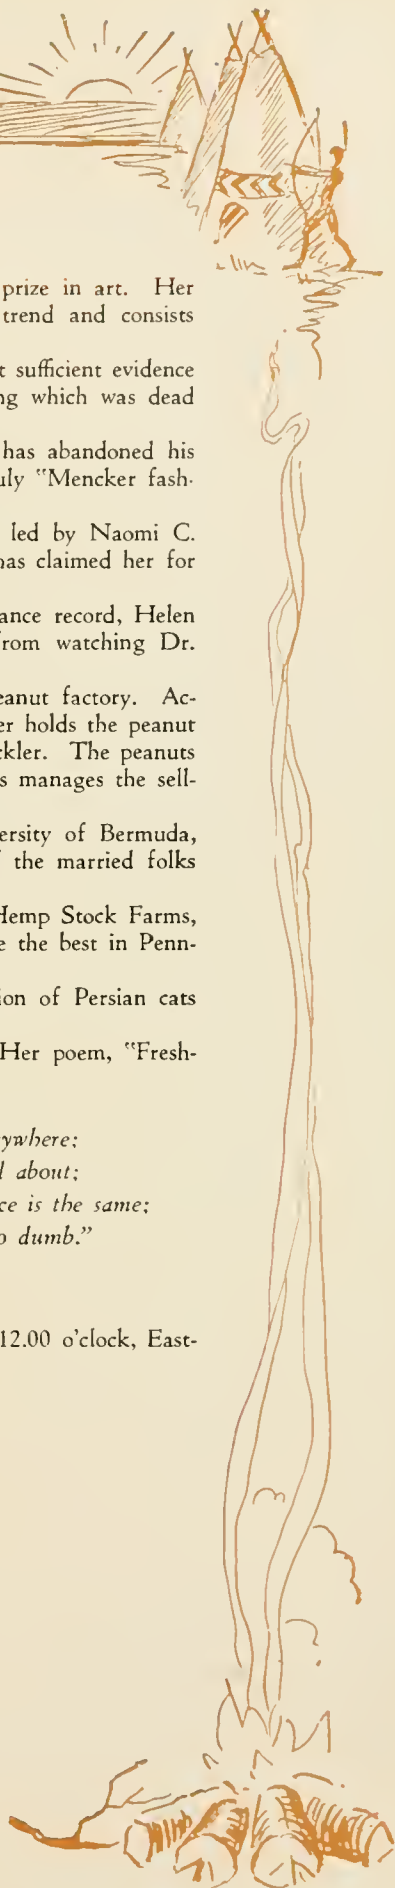 prize in art. Her
trend and consists
t sufficient evidence
ng which was dead
has abandoned his
uly "Mencker fash-
led by Naomi C.
has claimed her for
ance record, Helen
rom watching Dr.
eanut factory. Ac-
er holds the peanut
kler. The peanuts
s manages the sell-
ersity of Bermuda,
the married folks
Hemp Stock Farms,
e the best in Penn-
ion of Persian cats
Her poem, "Fresh-
ywhere;
l about;
ce is the same;
o dumb."
12.00 o'clock, East-